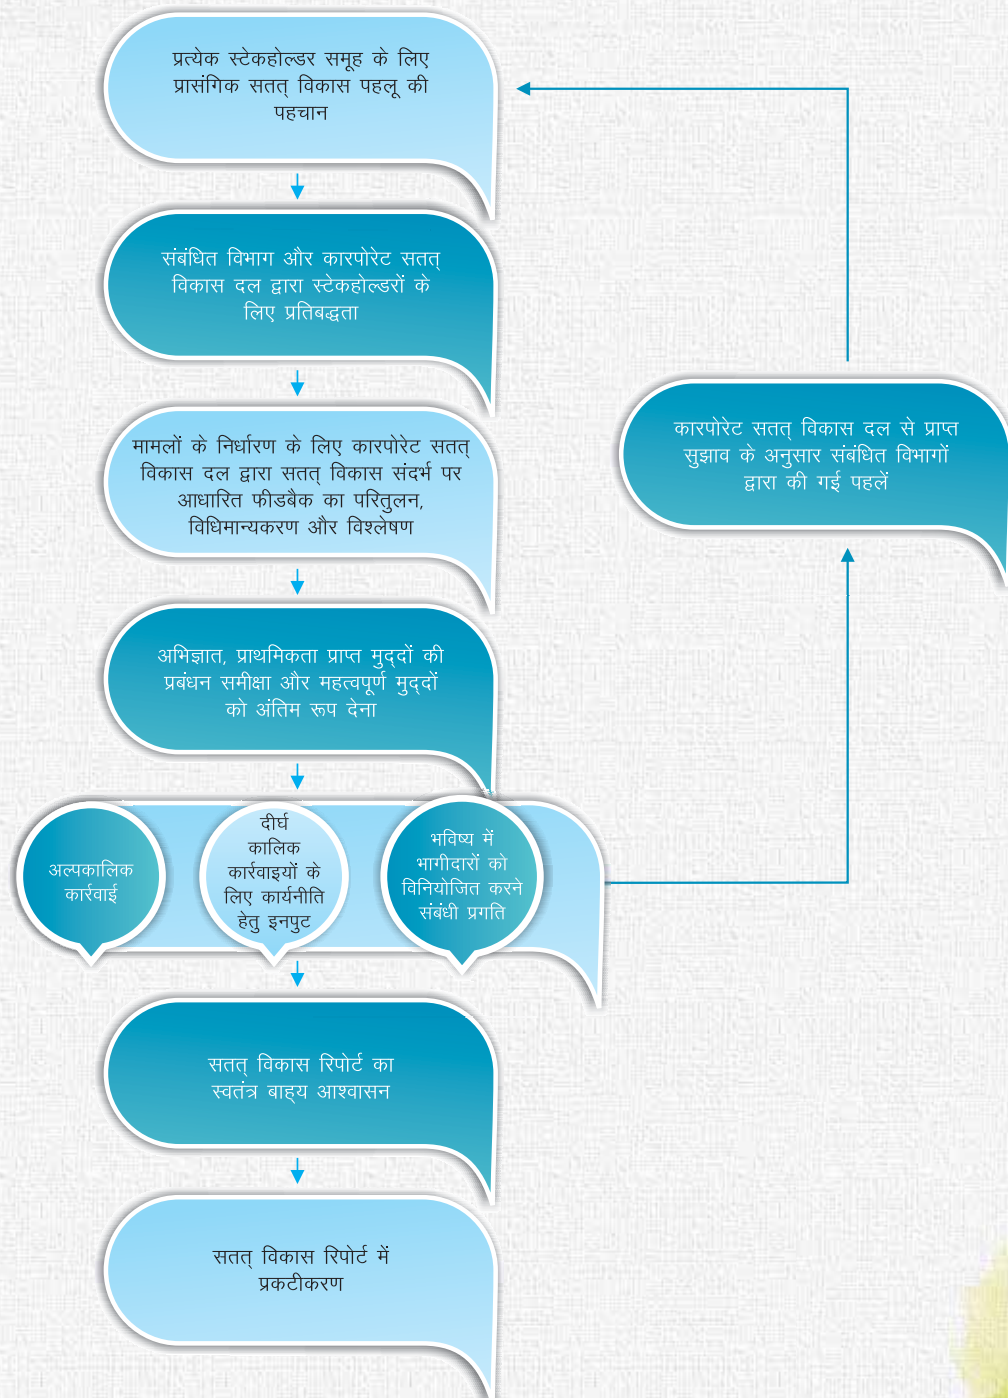 प्रत्येक स्टेकहोल्डर समूह के लिए
प्रासंगिक सतत् विकास पहलू की
पहचान
संबंधित विभाग और कारपोरेट सतत्
विकास दल द्वारा स्टेकहोल्डरों के
लिए प्रतिबद्धता
मामलों के निर्धारण के लिए कारपोरेट सतत्
विकास दल द्वारा सतत् विकास संदर्भ पर
आधारित फीडबैक का परितुलन,
विधिमान्यकरण और विश्लेषण
कारपोरेट सतत् विकास दल से प्राप्त
सुझाव के अनुसार संबंधित विभागों
द्वारा की गई पहलें
अभिज्ञात, प्राथमिकता प्राप्त मुद्दों की
प्रबंधन समीक्षा और महत्वपूर्ण मुद्दों
को अंतिम रूप देना
अल्पकालिक
कार्रवाई
दीर्घ
कालिक
कार्रवाइयों के
लिए कार्यनीति
हेतु इनपुट
भविष्य में
भागीदारों को
विनियोजित करने
संबंधी प्रगति
सतत् विकास रिपोर्ट का
स्वतंत्र बाह्य आश्वासन
सतत् विकास रिपोर्ट में
प्रकटीकरण